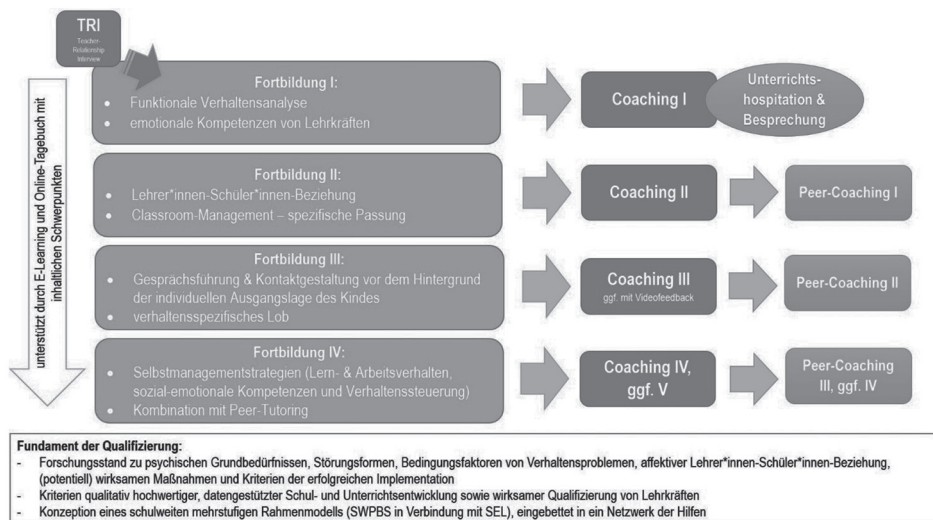 TRI
Teacher-
Relationship
Interview
unterstützt durch E-Learning und Online-Tagebuch mit
inhaltlichen Schwerpunkten
Fortbildung I:
• Funktionale Verhaltensanalyse
• emotionale Kompetenzen von Lehrkräften
Coaching I
Unterrichts-
hospitation &
Besprechung
Fortbildung II:
• Lehrer*innen-Schüler*innen-Beziehung
• Classroom-Management – spezifische Passung
Coaching II
Peer-Coaching I
Fortbildung III:
• Gesprächsführung & Kontaktgestaltung vor dem Hintergrund
der individuellen Ausgangslage des Kindes
• verhaltensspezifisches Lob
Coaching III
ggf. mit Videofeedback
Peer-Coaching II
Fortbildung IV:
• Selbstmanagementstrategien (Lern- & Arbeitsverhalten,
sozial-emotionale Kompetenzen und Verhaltenssteuerung)
• Kombination mit Peer-Tutoring
Coaching IV,
ggf. V
Peer-Coaching
III, ggf. IV
Fundament der Qualifizierung:
- Forschungsstand zu psychischen Grundbedürfnissen, Störungsformen, Bedingungsfaktoren von Verhaltensproblemen, affektiver Lehrer*innen-Schüler*innen-Beziehung,
(potentiell) wirksamen Maßnahmen und Kriterien der erfolgreichen Implementation
- Kriterien qualitativ hochwertiger, datengestützter Schul- und Unterrichtsentwicklung sowie wirksamer Qualifizierung von Lehrkräften
- Konzeption eines schulweiten mehrstufigen Rahmenmodells (SWPBS in Verbindung mit SEL), eingebettet in ein Netzwerk der Hilfen